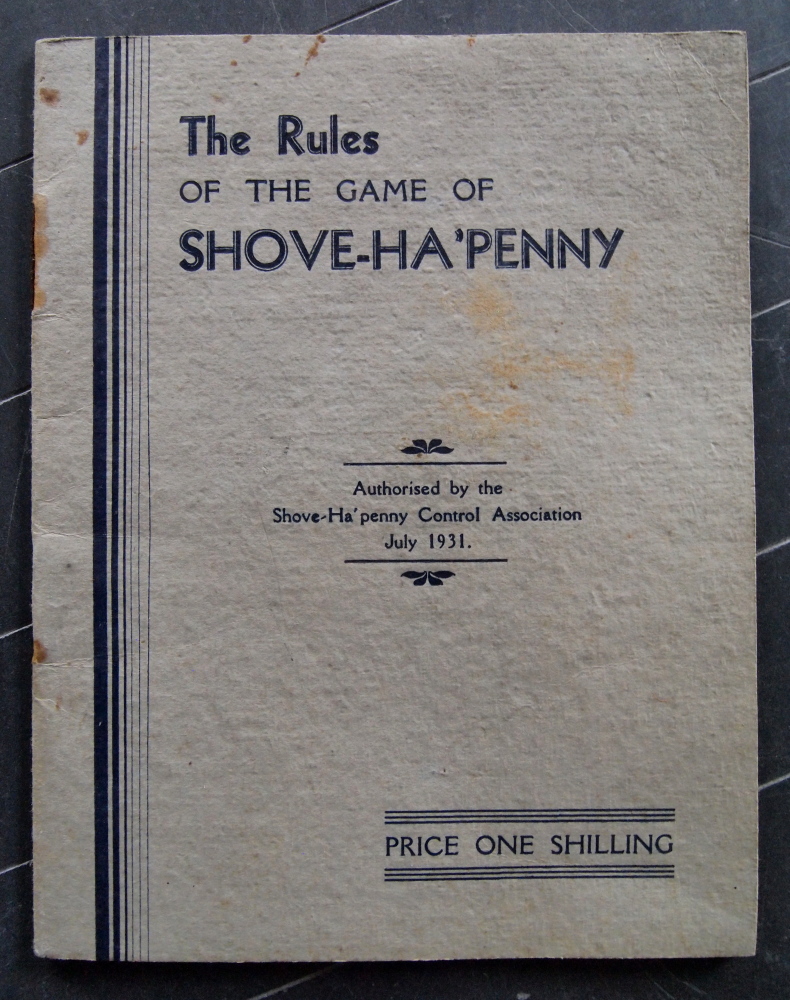 The Rules
OF THE GAME OF
SHOVE-HA'PENNY
Authorised by the
Shove-Ha'penny Control Association
July 1931.
PRICE ONE SHILLING